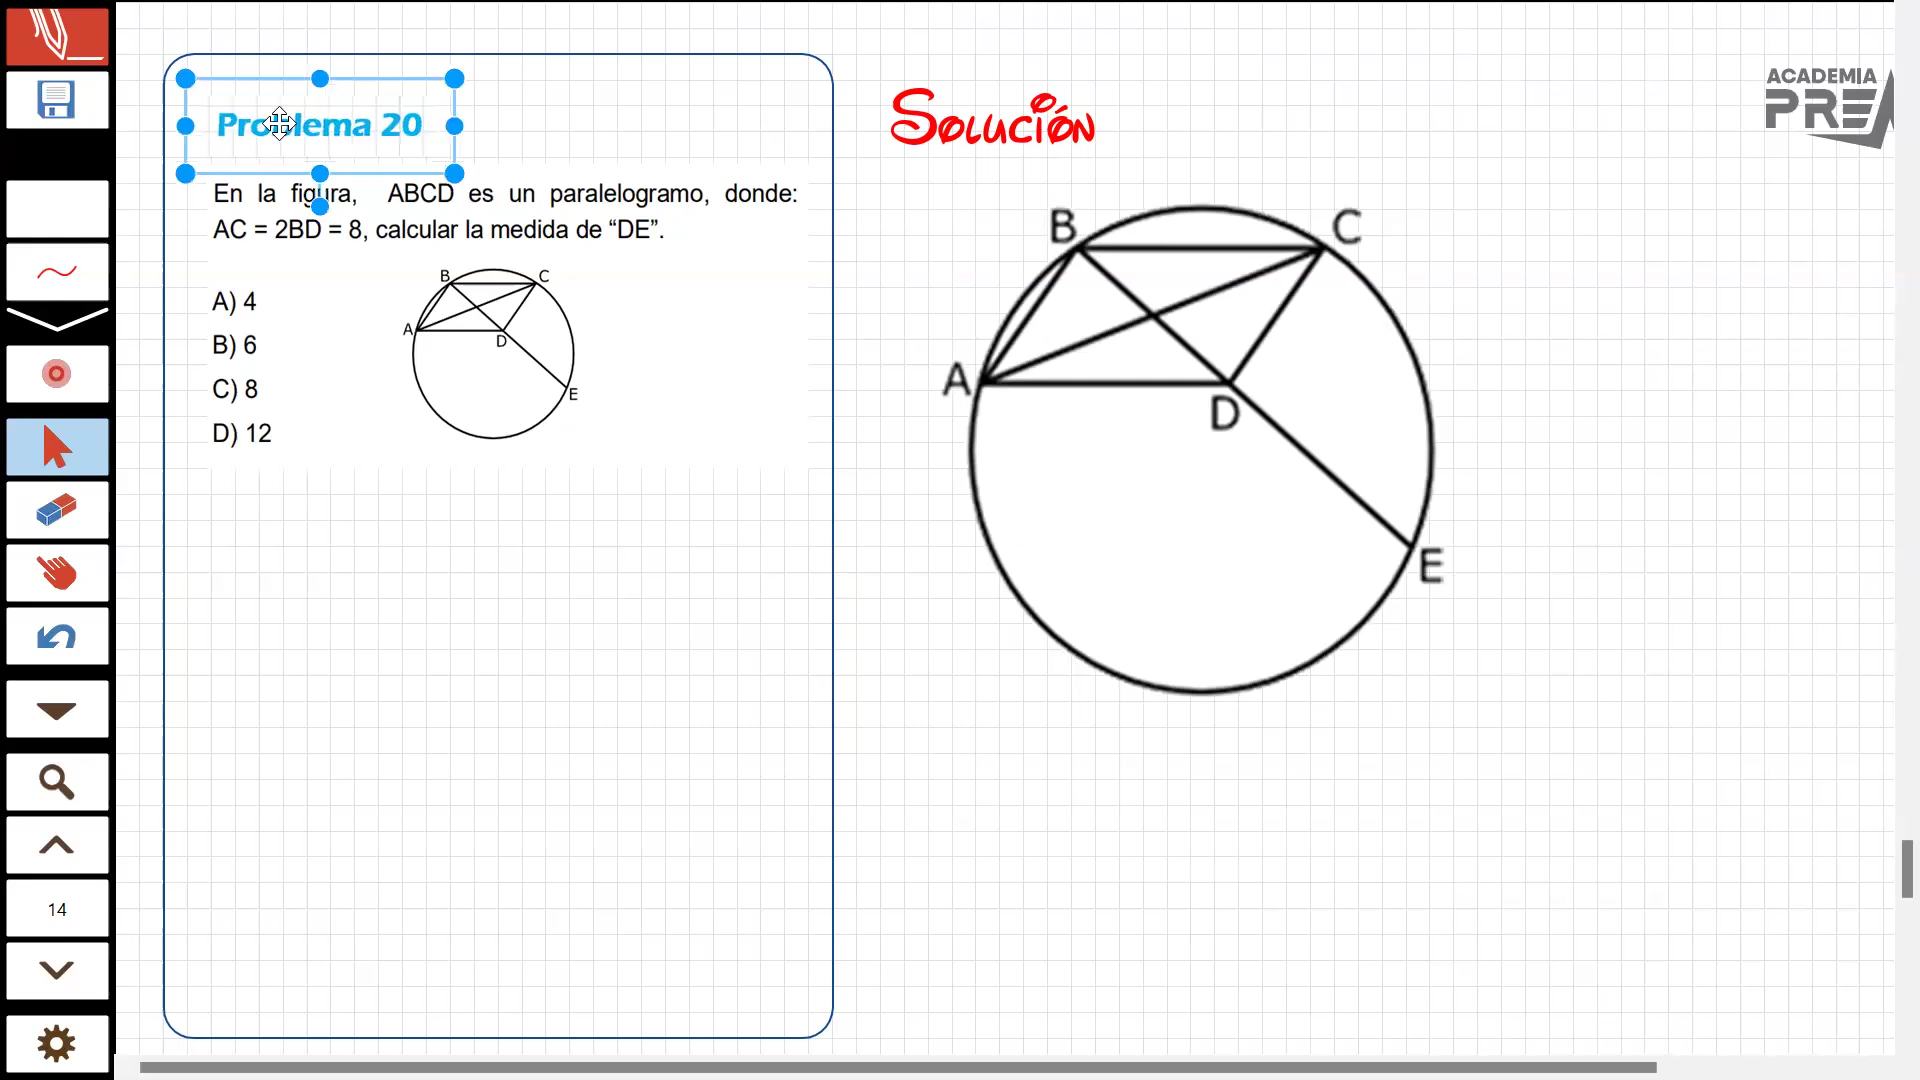 Problema 20
En la figura, ABCD es un paralelogramo, donde:
AC = 2BD = 8, calcular la medida de “DE”.
A) 4
B) 6
C) 8
D) 12
B
C
A
D
E
Solución
B
C
A
D
E
ACADEMIA
PRE
14